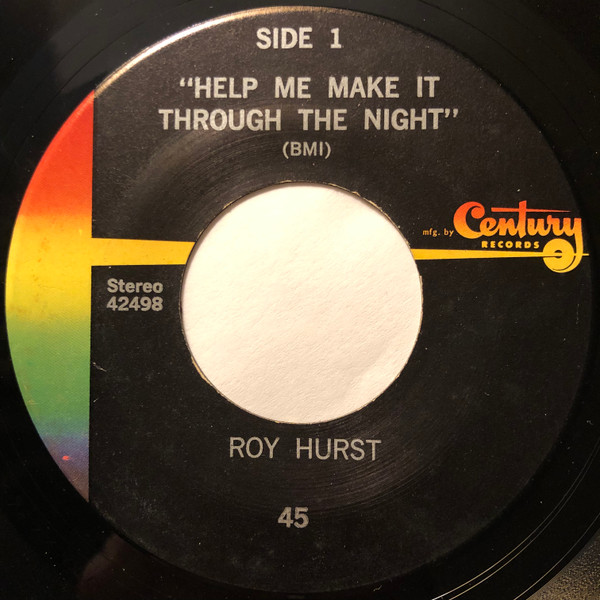 SIDE 1
"HELP ME MAKE IT
THROUGH THE NIGHT"
(BMI)
mfg. by Century
RECORDS
Stereo
42498
ROY HURST
45